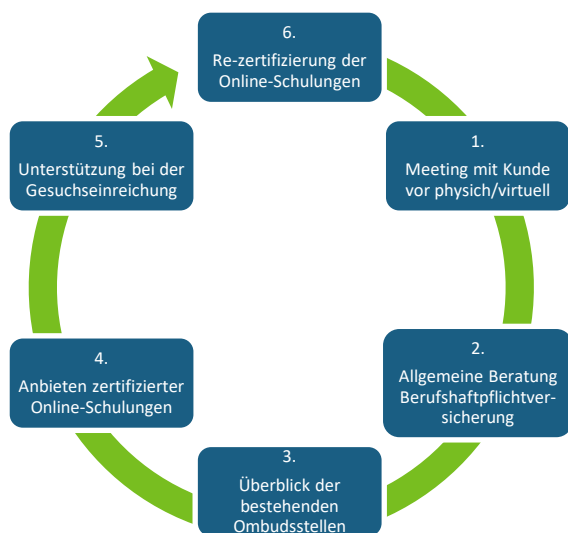 6.
Re-zertifizierung der
Online-Schulungen
1.
Meeting mit Kunde
vor physich/virtuell
2.
Allgemeine Beratung
Berufshaftpflichtver-
sicherung
3.
Überblick der
bestehenden
Ombudsstellen
4.
Anbieten zertifizierter
Online-Schulungen
5.
Unterstützung bei der
Gesuchseinreichung